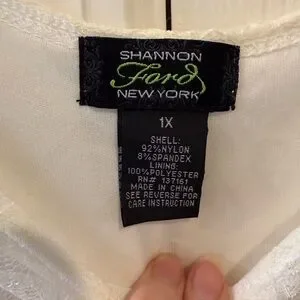 SHANNON
Ford
NEW YORK
1X
SHELL:
92%NYLON
8%SPANDEX
LINING:
100%POLYESTER
RN# 137161
MADE IN CHINA
SEE REVERSE FOR
CARE INSTRUCTION